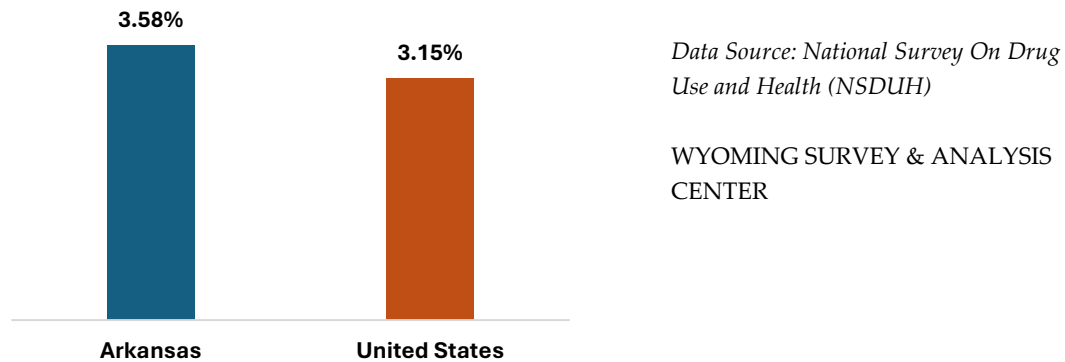 3.58%
3.15%
Arkansas
United States
Data Source: National Survey On Drug
Use and Health (NSDUH)
WYOMING SURVEY & ANALYSIS
CENTER